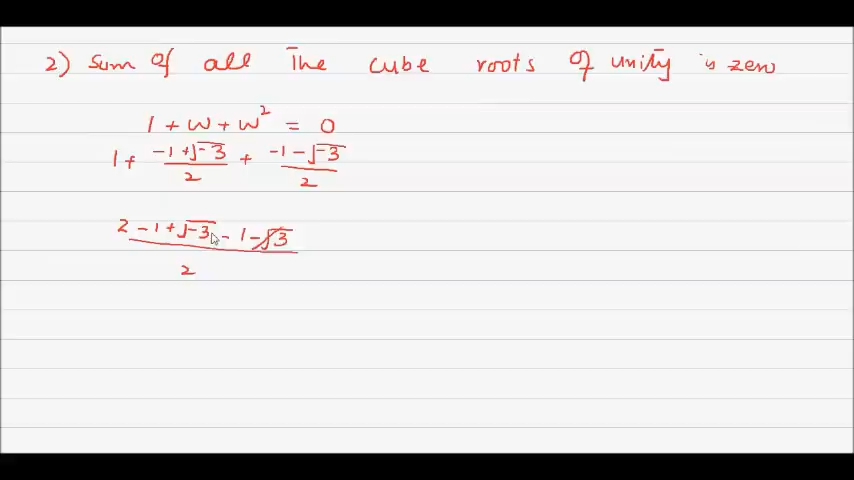 2) Sum of all The cube roots of unity is zero
1 + w + w² = 0
1 + (-1+√-3)/2 + (-1-√-3)/2
(2 - 1 + √-3 - 1 - √3)/2